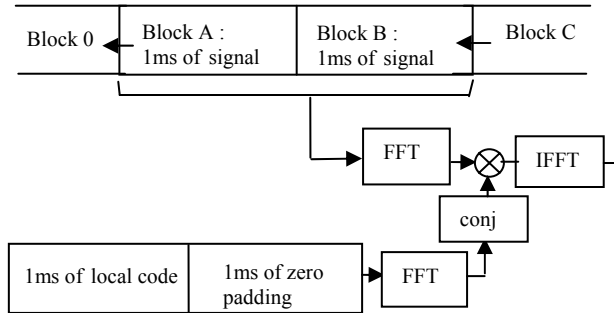 Block 0
Block A :
1ms of signal
Block B :
1ms of signal
Block C
FFT
IFFT
conj
1ms of local code
1ms of zero
padding
FFT